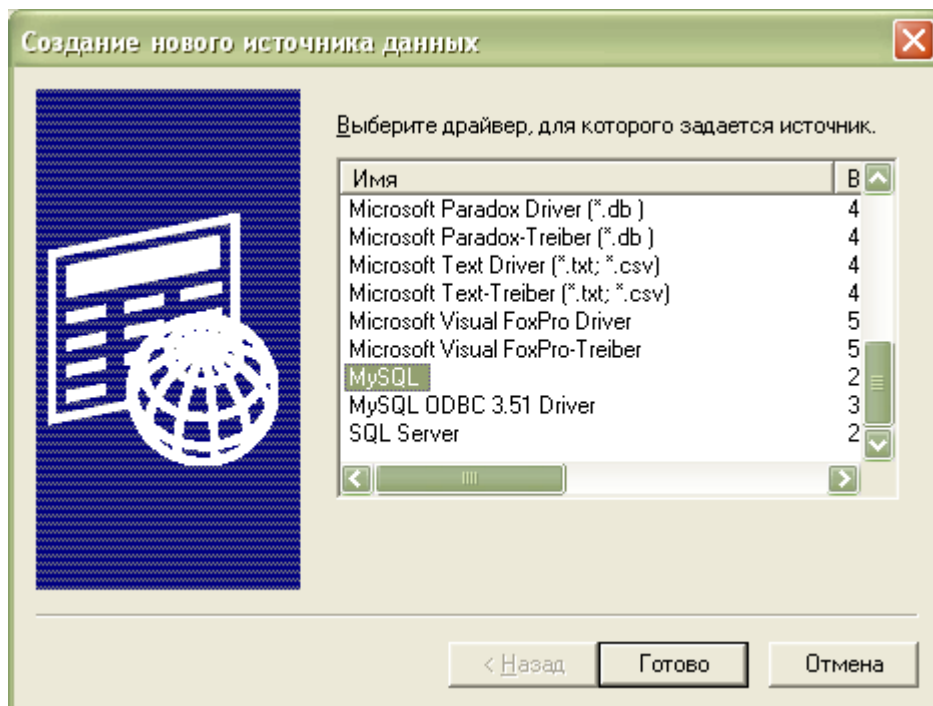 Создание нового источника данных
Выберите драйвер, для которого задается источник.
Имя В
Microsoft Paradox Driver (*.db ) 4
Microsoft Paradox-Treiber (*.db ) 4
Microsoft Text Driver (*.txt; *.csv) 4
Microsoft Text-Treiber (*.txt; *.csv) 4
Microsoft Visual FoxPro Driver 5
Microsoft Visual FoxPro-Treiber 5
MySQL 2
MySQL ODBC 3.51 Driver 3
SQL Server 2
< Назад Готово Отмена